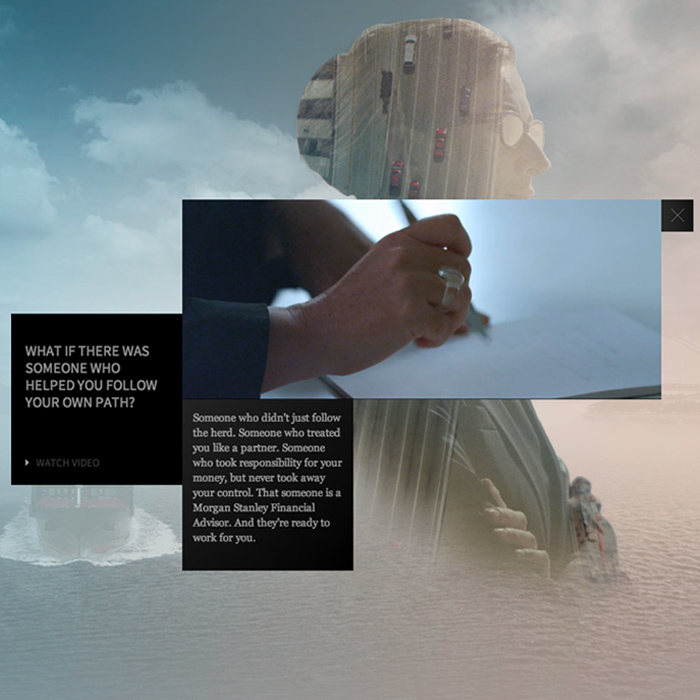 WHAT IF THERE WAS
SOMEONE WHO
HELPED YOU FOLLOW
YOUR OWN PATH?
WATCH VIDEO
Someone who didn't just follow
the herd. Someone who treated
you like a partner. Someone
who took responsibility for your
money, but never took away
your control. That someone is a
Morgan Stanley Financial
Advisor. And they're ready to
work for you.